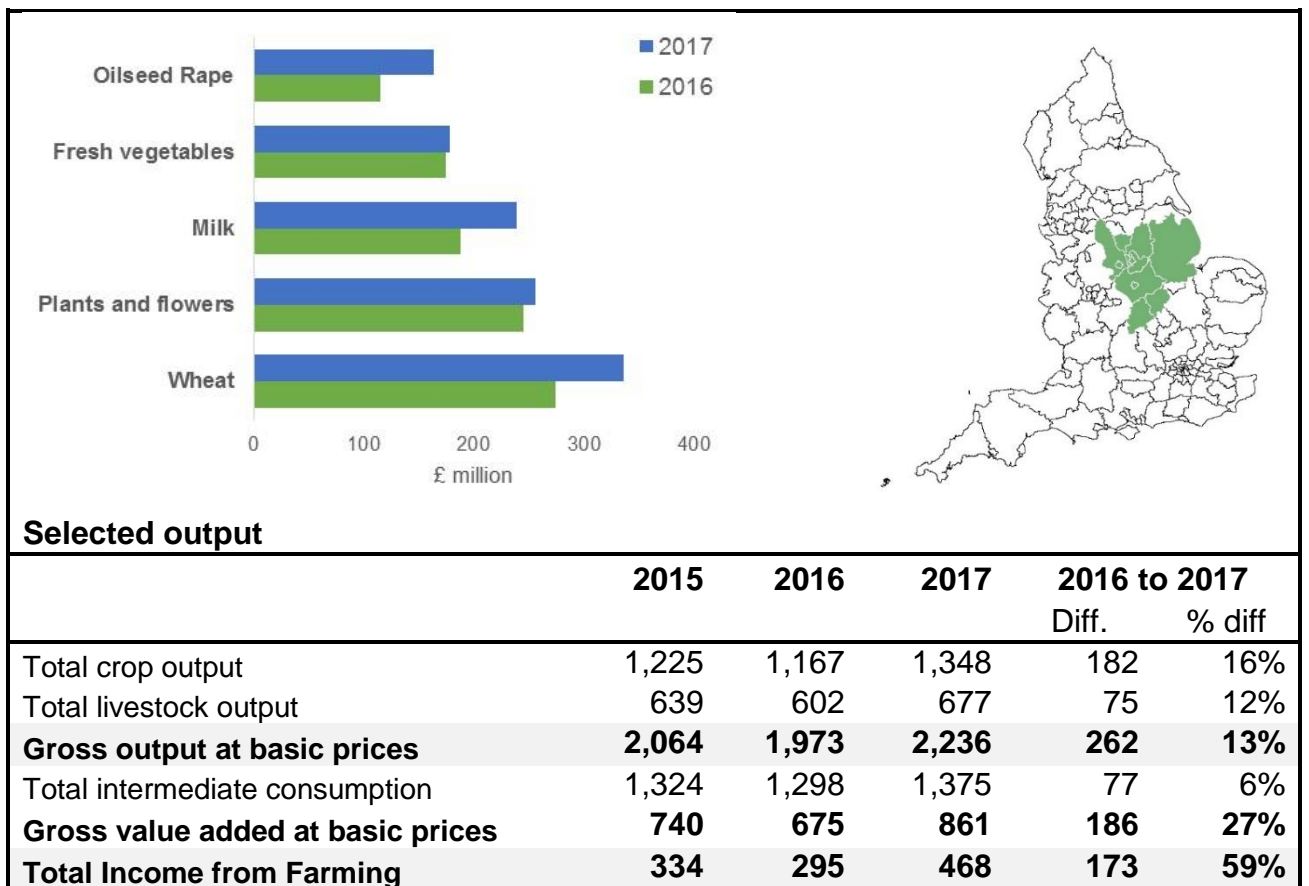 2017
2016
Oilseed Rape
Fresh vegetables
Milk
Plants and flowers
Wheat
0 100 200 300 400
£ million
Selected output
2015 2016 2017 2016 to 2017
Diff. % diff
Total crop output 1,225 1,167 1,348 182 16%
Total livestock output 639 602 677 75 12%
Gross output at basic prices 2,064 1,973 2,236 262 13%
Total intermediate consumption 1,324 1,298 1,375 77 6%
Gross value added at basic prices 740 675 861 186 27%
Total Income from Farming 334 295 468 173 59%